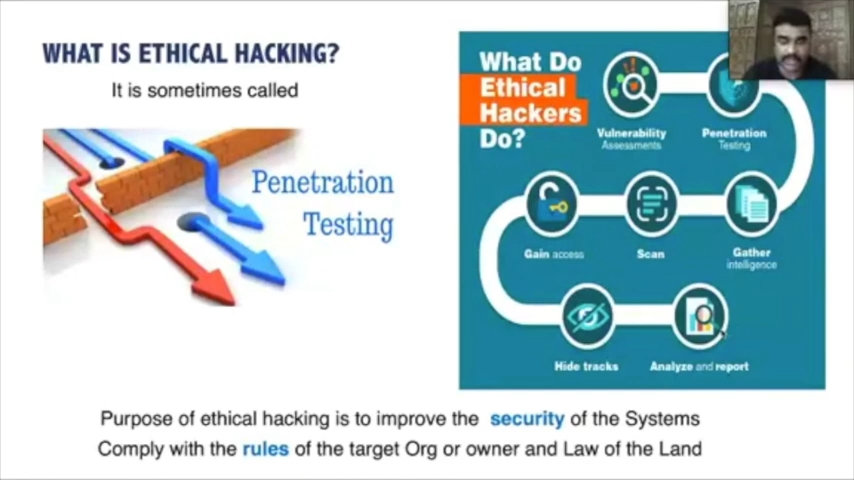 WHAT IS ETHICAL HACKING?
It is sometimes called
Penetration
Testing
What Do
Ethical
Hackers
Do?
Vulnerability
Assessments
Penetration
Testing
Gain access
Scan
Gather
intelligence
Hide tracks
Analyze and report
Purpose of ethical hacking is to improve the security of the Systems
Comply with the rules of the target Org or owner and Law of the Land